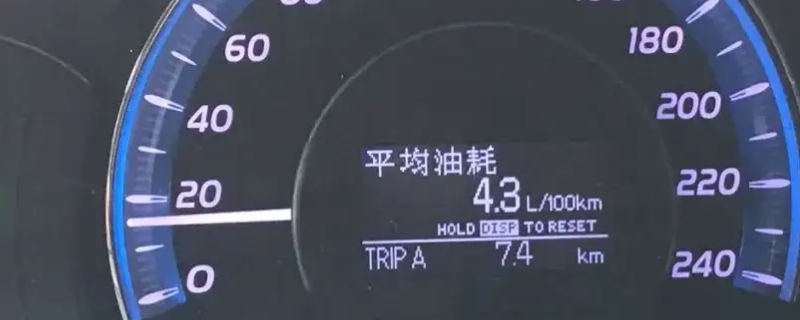 60
40
20
0
180
200
220
240
平均油耗
4.3 L/100km
HOLD DISP TO RESET
TRIP A 7.4 km